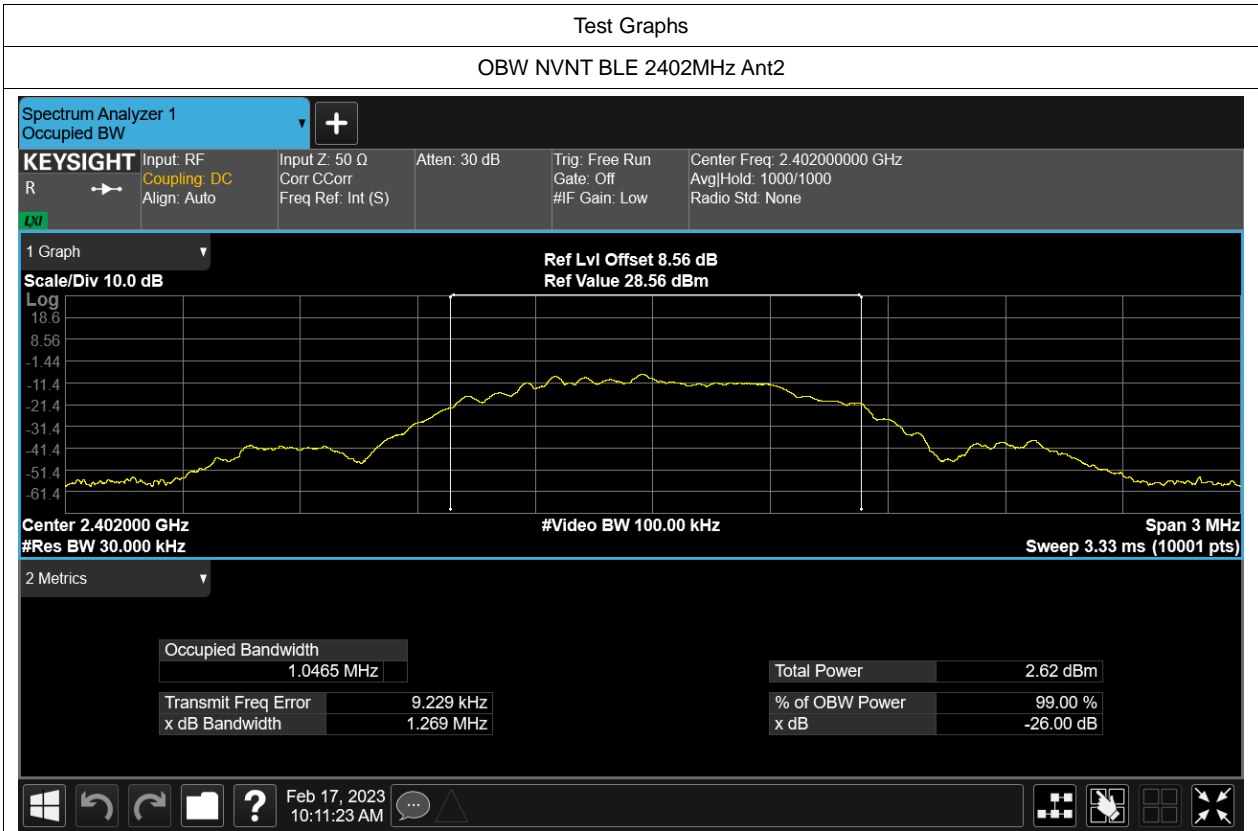 Test Graphs
OBW NVNT BLE 2402MHz Ant2
Spectrum Analyzer 1
Occupied BW
KEYSIGHT
R
LXI
Input: RF
Coupling: DC
Align: Auto
Input Z: 50 Ω
Corr CCorr
Freq Ref: Int (S)
Atten: 30 dB
Trig: Free Run
Gate: Off
#IF Gain: Low
Center Freq: 2.402000000 GHz
Avg|Hold: 1000/1000
Radio Std: None
1 Graph
Scale/Div 10.0 dB
Ref Lvl Offset 8.56 dB
Ref Value 28.56 dBm
Log
18.6
8.56
-1.44
-11.4
-21.4
-31.4
-41.4
-51.4
-61.4
Center 2.402000 GHz
#Res BW 30.000 kHz
#Video BW 100.00 kHz
Span 3 MHz
Sweep 3.33 ms (10001 pts)
2 Metrics
Occupied Bandwidth
1.0465 MHz
Transmit Freq Error 9.229 kHz
x dB Bandwidth 1.269 MHz
Total Power 2.62 dBm
% of OBW Power 99.00 %
x dB -26.00 dB
Feb 17, 2023
10:11:23 AM